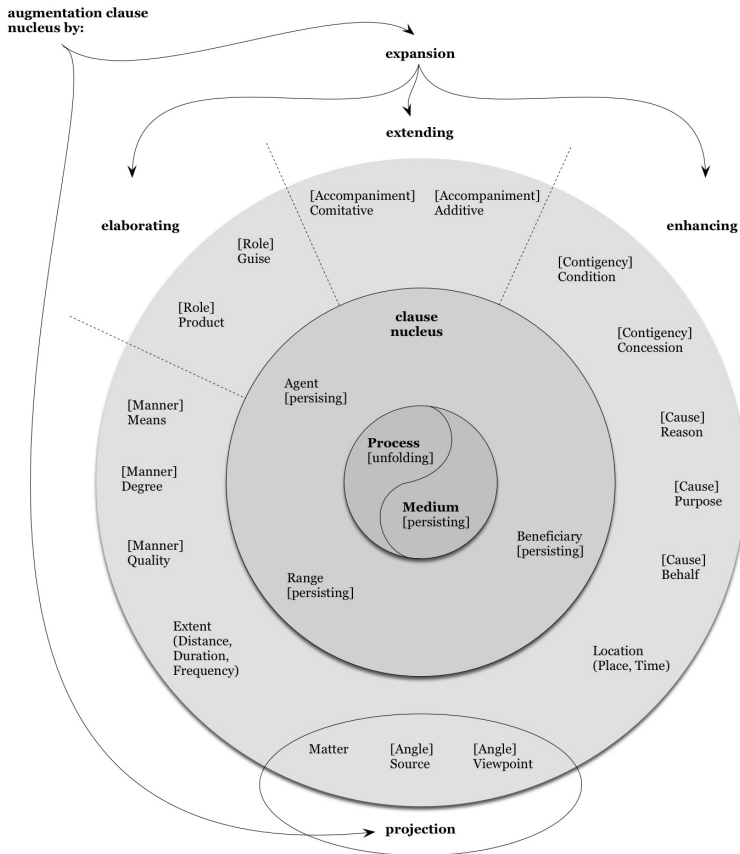 augmentation clause
nucleus by:
expansion
extending
elaborating
enhancing
[Accompaniment]
Comitative
[Accompaniment]
Additive
[Role]
Guise
[Role]
Product
[Contigency]
Condition
[Contigency]
Concession
clause
nucleus
Agent
[persising]
[Manner]
Means
[Cause]
Reason
Process
[unfolding]
[Manner]
Degree
Medium
[persisting]
[Cause]
Purpose
Beneficiary
[persisting]
[Manner]
Quality
[Cause]
Behalf
Range
[persisting]
Extent
(Distance,
Duration,
Frequency)
Location
(Place, Time)
Matter
[Angle]
Source
[Angle]
Viewpoint
projection